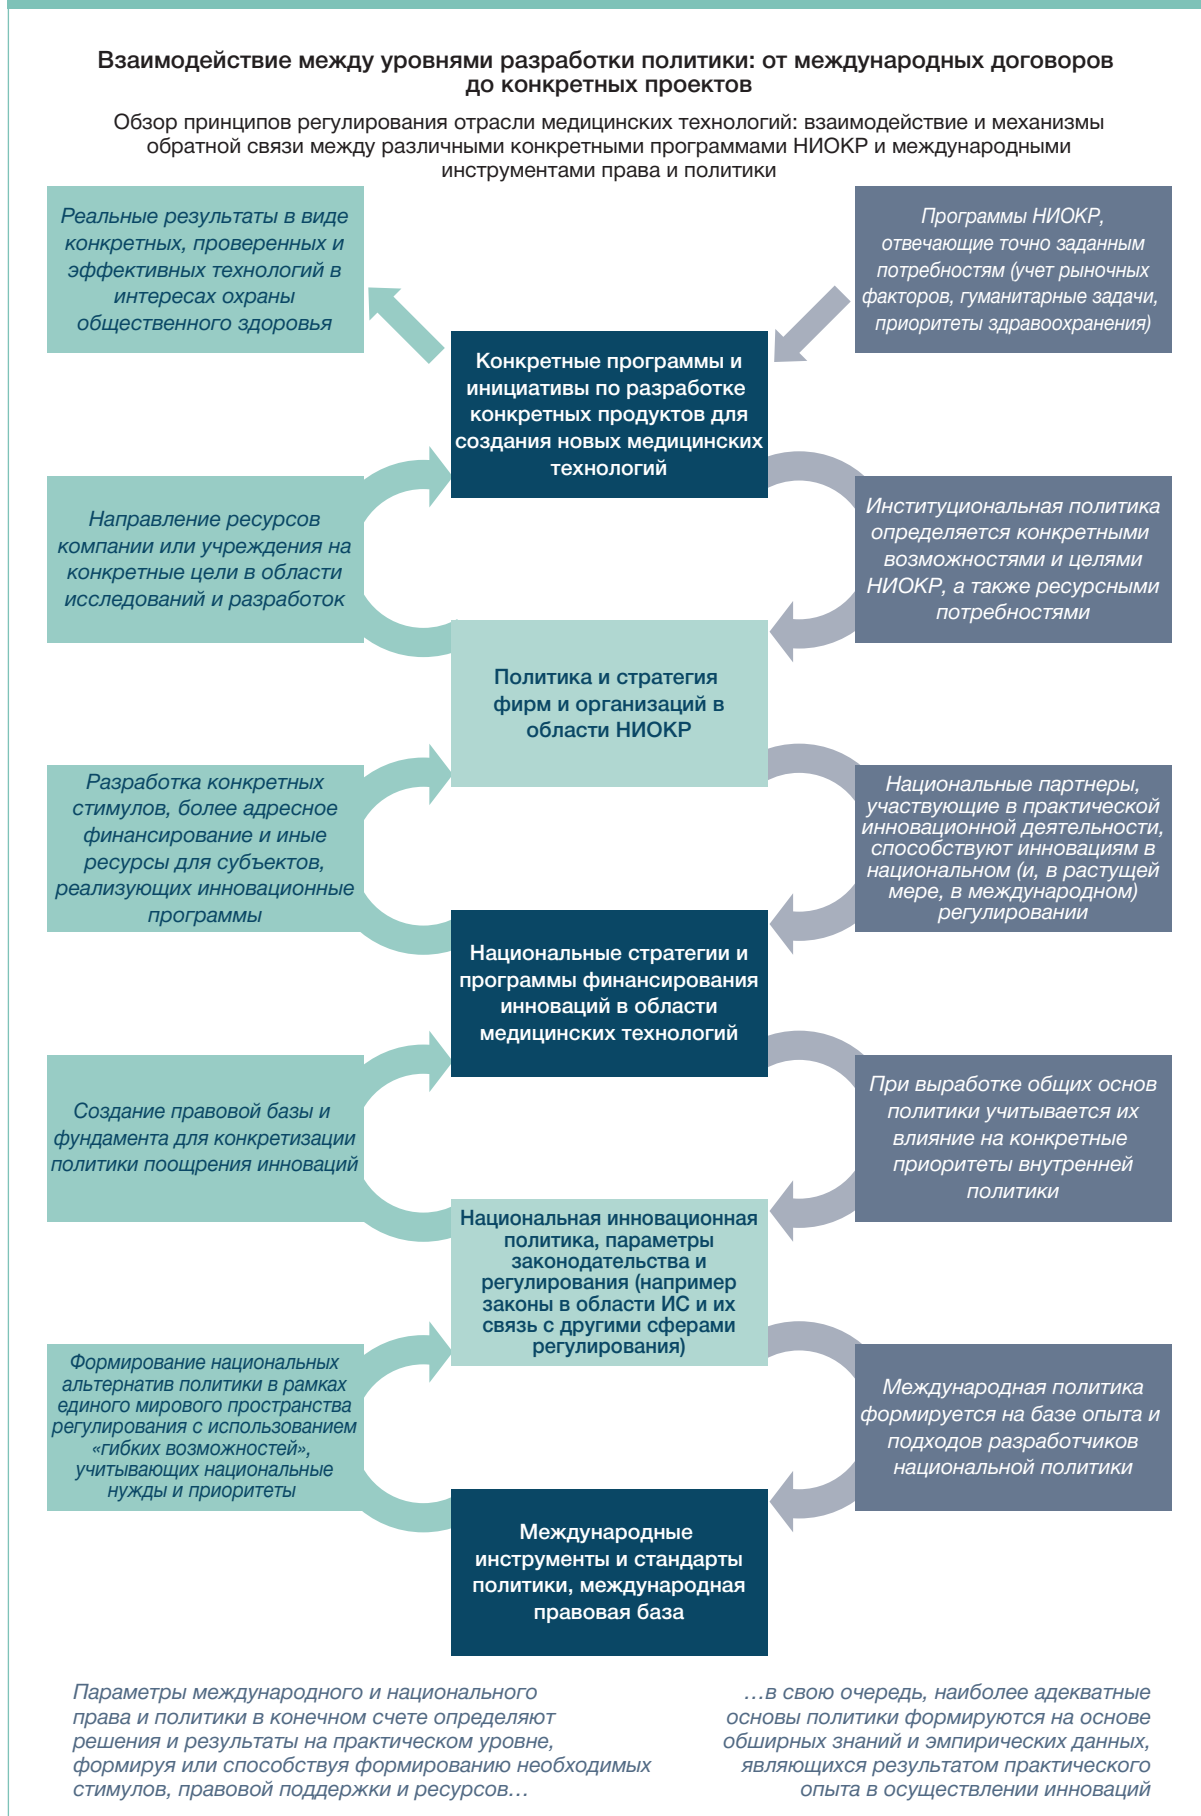 Взаимодействие между уровнями разработки политики: от международных договоров
до конкретных проектов
Обзор принципов регулирования отрасли медицинских технологий: взаимодействие и механизмы
обратной связи между различными конкретными программами НИОКР и международными
инструментами права и политики
Реальные результаты в виде
конкретных, проверенных и
эффективных технологий в
интересах охраны
общественного здоровья
Программы НИОКР,
отвечающие точно заданным
потребностям (учет рыночных
факторов, гуманитарные задачи,
приоритеты здравоохранения)
Конкретные программы и
инициативы по разработке
конкретных продуктов для
создания новых медицинских
технологий
Направление ресурсов
компании или учреждения на
конкретные цели в области
исследований и разработок
Институциональная политика
определяется конкретными
возможностями и целями
НИОКР, а также ресурсными
потребностями
Политика и стратегия
фирм и организаций в
области НИОКР
Разработка конкретных
стимулов, более адресное
финансирование и иные
ресурсы для субъектов,
реализующих инновационные
программы
Национальные партнеры,
участвующие в практической
инновационной деятельности,
способствуют инновациям в
национальном (и, в растущей
мере, в международном)
регулировании
Национальные стратегии и
программы финансирования
инноваций в области
медицинских технологий
Создание правовой базы и
фундамента для конкретизации
политики поощрения инноваций
При выработке общих основ
политики учитывается их
влияние на конкретные
приоритеты внутренней
политики
Национальная инновационная
политика, параметры
законодательства и
регулирования (например
законы в области ИС и их
связь с другими сферами
регулирования)
Формирование национальных
альтернатив политики в рамках
единого мирового пространства
регулирования с использованием
«гибких возможностей»,
учитывающих национальные
нужды и приоритеты
Международная политика
формируется на базе опыта и
подходов разработчиков
национальной политики
Международные
инструменты и стандарты
политики, международная
правовая база
Параметры международного и национального
права и политики в конечном счете определяют
решения и результаты на практическом уровне,
формируя или способствуя формированию необходимых
стимулов, правовой поддержки и ресурсов…
…в свою очередь, наиболее адекватные
основы политики формируются на основе
обширных знаний и эмпирических данных,
являющихся результатом практического
опыта в осуществлении инноваций